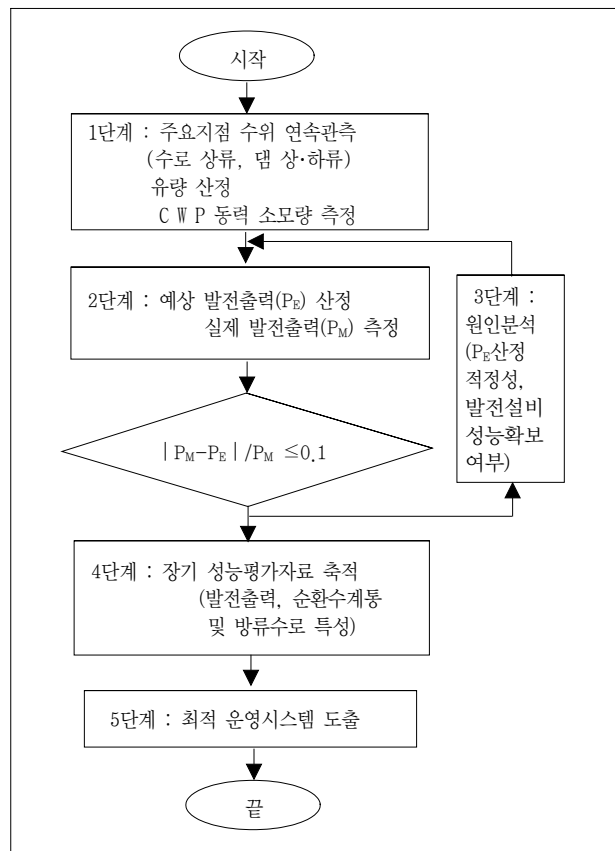 시작
1단계 : 주요지점 수위 연속관측
(수로 상류, 댐 상·하류)
유량 산정
C W P 동력 소모량 측정
2단계 : 예상 발전출력(PE) 산정
실제 발전출력(PM) 측정
3단계 :
원인분석
(PE산정
적정성,
발전설비
성능확보
여부)
| PM-PE | /PM ≤0.1
4단계 : 장기 성능평가자료 축적
(발전출력, 순환수계통
및 방류수로 특성)
5단계 : 최적 운영시스템 도출
끝